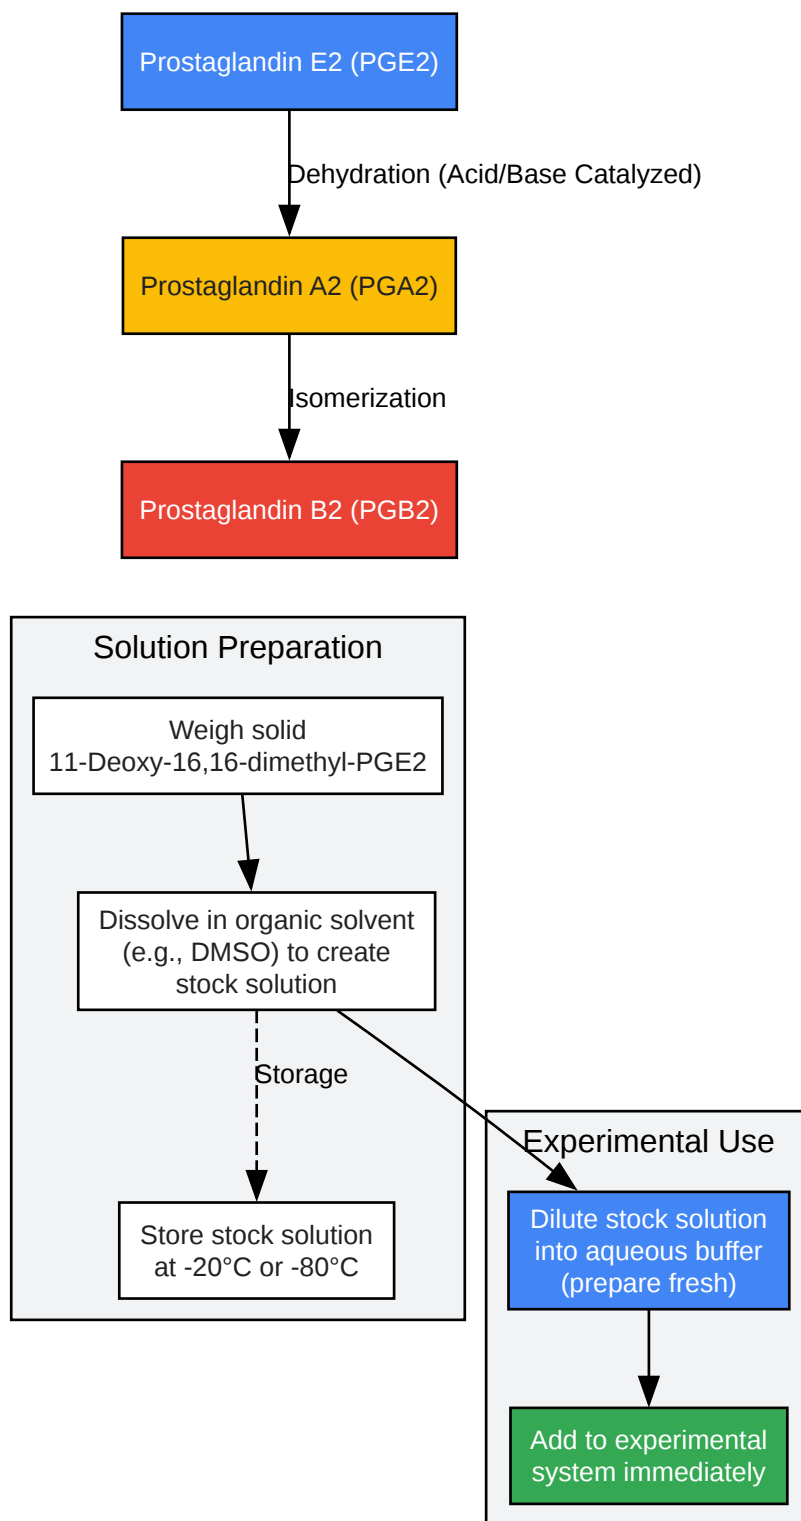 Prostaglandin E2 (PGE2)
Dehydration (Acid/Base Catalyzed)
Prostaglandin A2 (PGA2)
Isomerization
Prostaglandin B2 (PGB2)
Solution Preparation
Weigh solid
11-Deoxy-16,16-dimethyl-PGE2
Dissolve in organic solvent
(e.g., DMSO) to create
stock solution
Storage
Store stock solution
at -20°C or -80°C
Experimental Use
Dilute stock solution
into aqueous buffer
(prepare fresh)
Add to experimental
system immediately